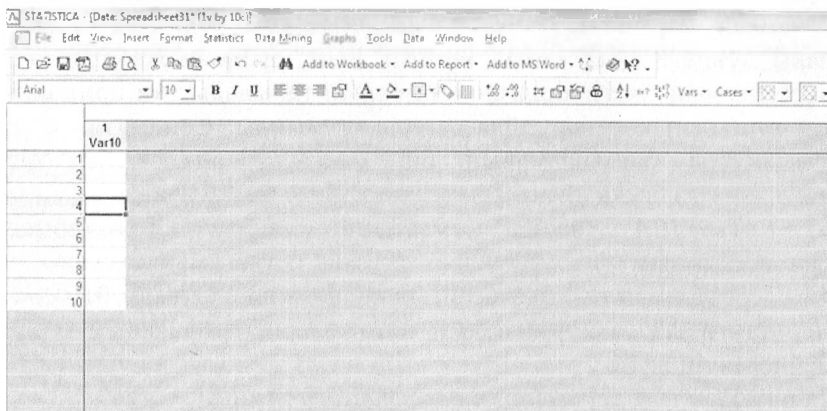 STATISTICA - [Data: Spreadsheet31* (1v by 10c)]
File Edit View Insert Format Statistics Data Mining Graphs Tools Data Window Help
Add to Workbook Add to Report Add to MS Word
Arial 10 B I U A Vars Cases
1
Var10
1
2
3
4
5
6
7
8
9
10